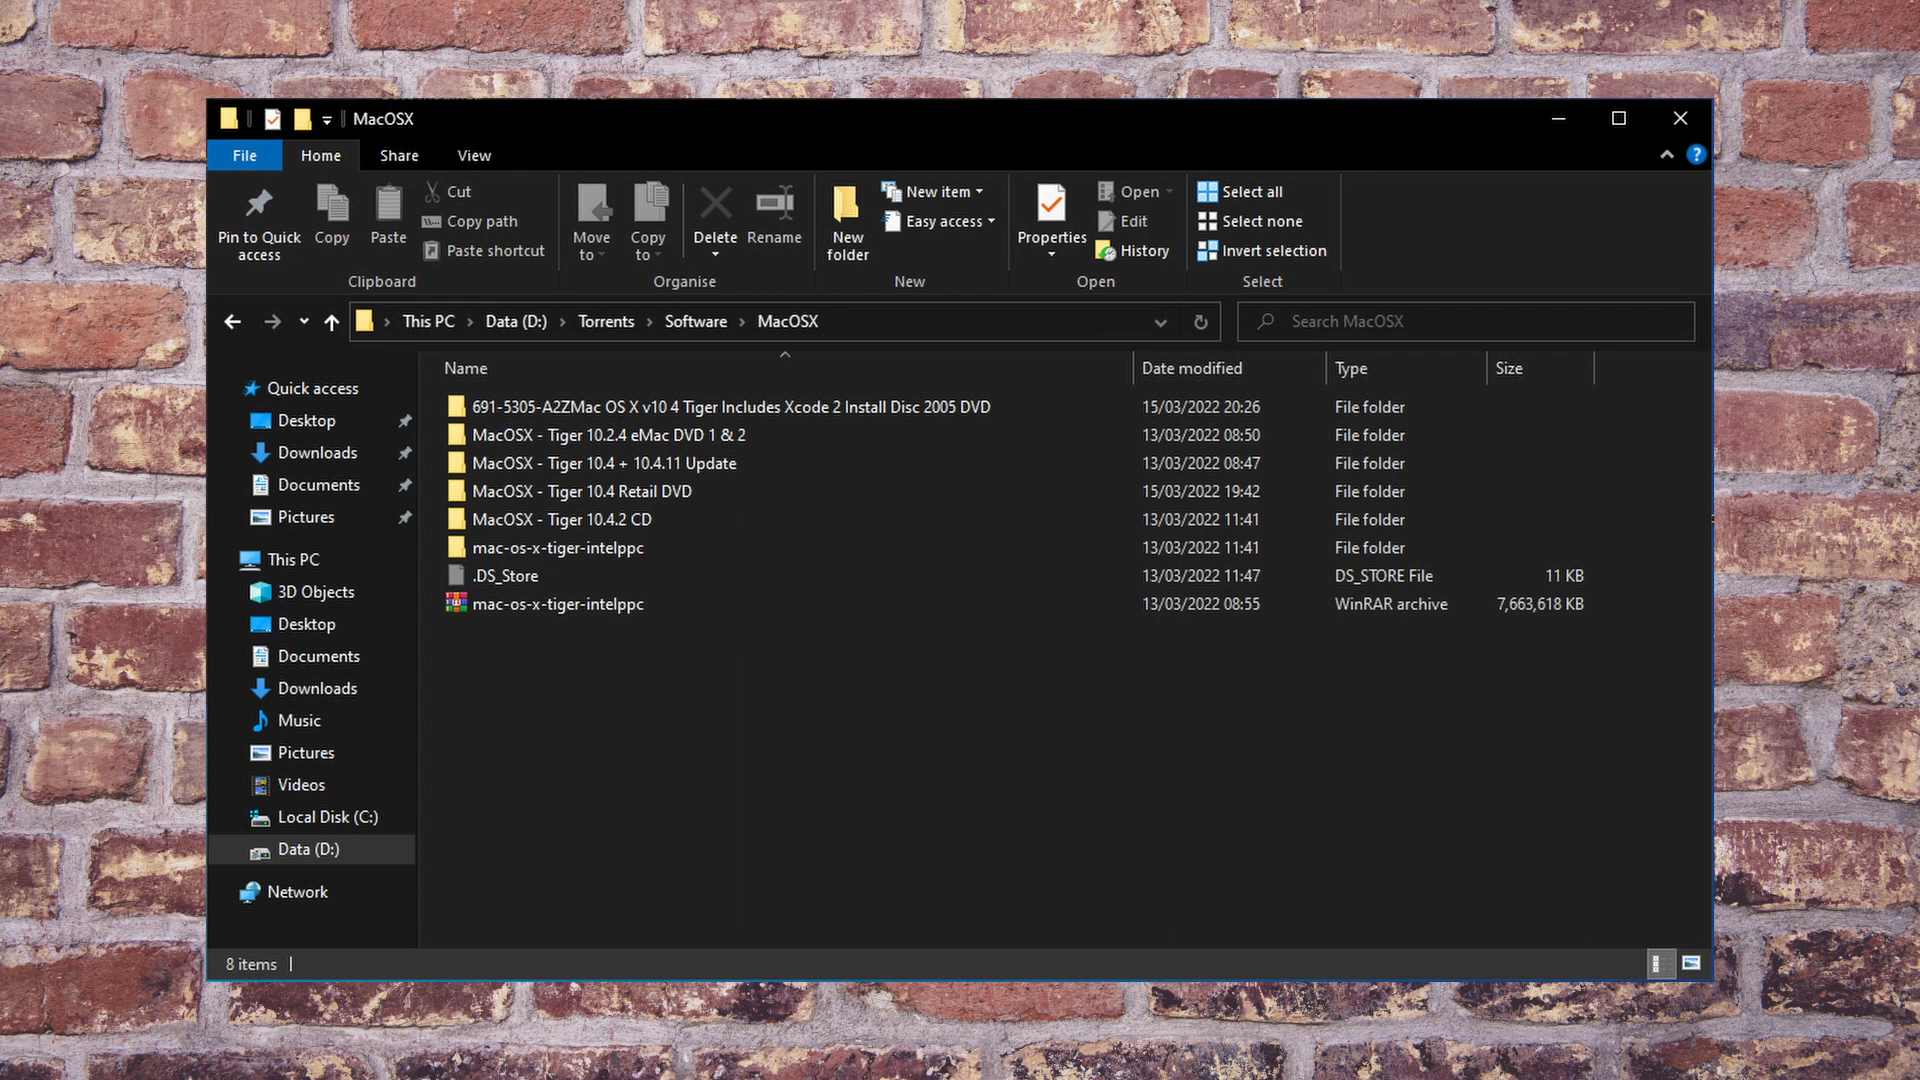 MacOSX
File Home Share View
Pin to Quick access
Copy
Paste
Cut
Copy path
Paste shortcut
Clipboard
Move to
Copy to
Delete
Rename
Organise
New folder
New item
Easy access
New
Properties
Open
Edit
History
Open
Select all
Select none
Invert selection
Select
This PC > Data (D:) > Torrents > Software > MacOSX
Search MacOSX
Quick access
Desktop
Downloads
Documents
Pictures
This PC
3D Objects
Desktop
Documents
Downloads
Music
Pictures
Videos
Local Disk (C:)
Data (D:)
Network
Name Date modified Type Size
691-5305-A2ZMac OS X v10 4 Tiger Includes Xcode 2 Install Disc 2005 DVD 15/03/2022 20:26 File folder
MacOSX - Tiger 10.2.4 eMac DVD 1 & 2 13/03/2022 08:50 File folder
MacOSX - Tiger 10.4 + 10.4.11 Update 13/03/2022 08:47 File folder
MacOSX - Tiger 10.4 Retail DVD 15/03/2022 19:42 File folder
MacOSX - Tiger 10.4.2 CD 13/03/2022 11:41 File folder
mac-os-x-tiger-intelppc 13/03/2022 11:41 File folder
.DS_Store 13/03/2022 11:47 DS_STORE File 11 KB
mac-os-x-tiger-intelppc 13/03/2022 08:55 WinRAR archive 7,663,618 KB
8 items